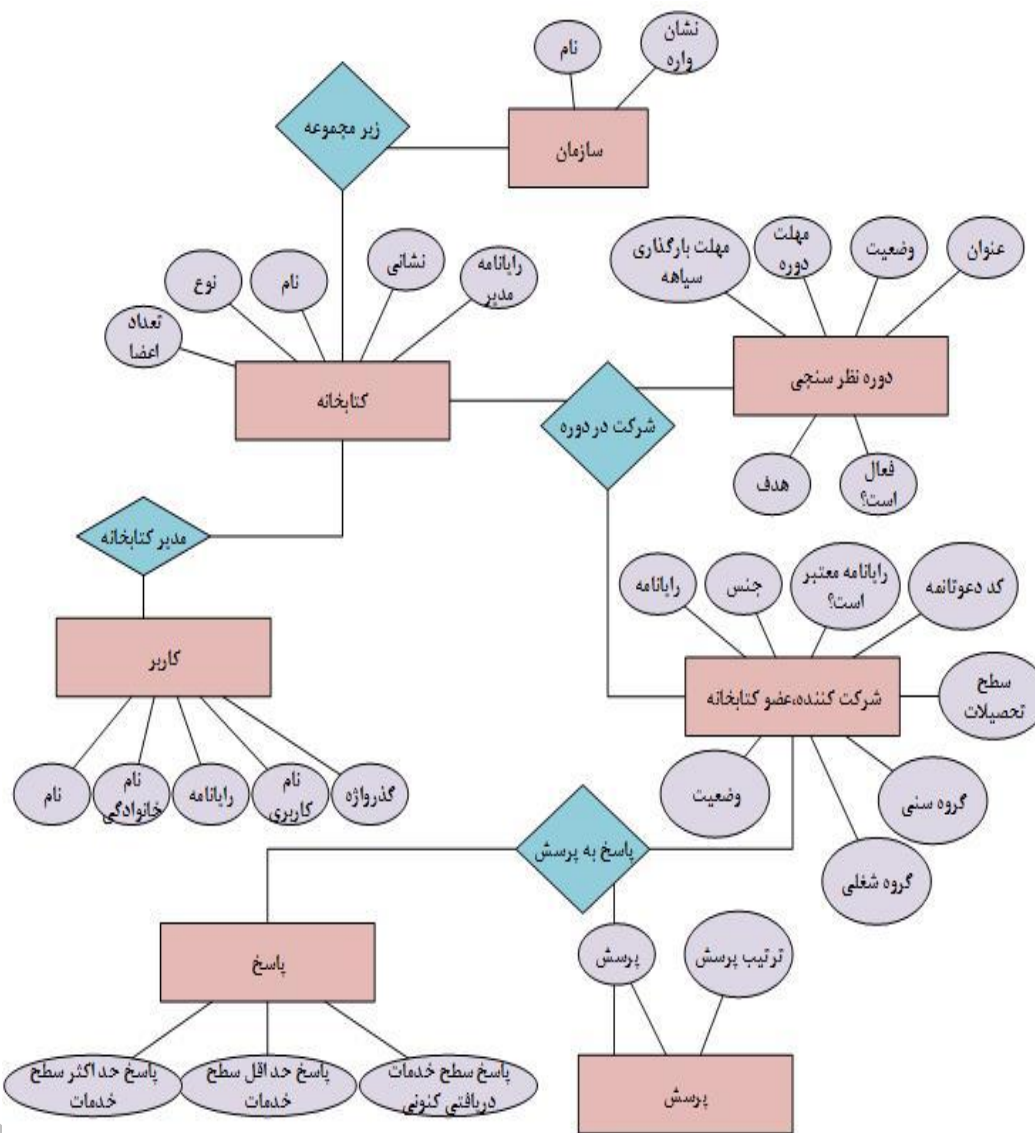 نشان
واره
نام
زیر مجموعه
سازمان
عنوان
وضعیت
مهلت
دوره
مهلت بارگذاری
سیاهه
رایانامه
مدیر
نشانی
نام
نوع
تعداد
اعضا
دوره نظر سنجی
کتابخانه
شرکت در دوره
فعال
است؟
هدف
مدیر کتابخانه
کد دعوتانمه
رایانامه معتبر
است؟
جنس
رایانامه
کاربر
شرکت کننده،عضو کتابخانه
سطح
تحصیلات
گذرواژه
نام
کاربری
رایانامه
نام
خانوادگی
نام
وضعیت
گروه سنی
گروه شغلی
پاسخ به پرسش
ترتیب پرسش
پرسش
پاسخ
پاسخ سطح خدمات
دریافتی کنونی
پاسخ حداقل سطح
خدمات
پاسخ حداکثر سطح
خدمات
پرسش